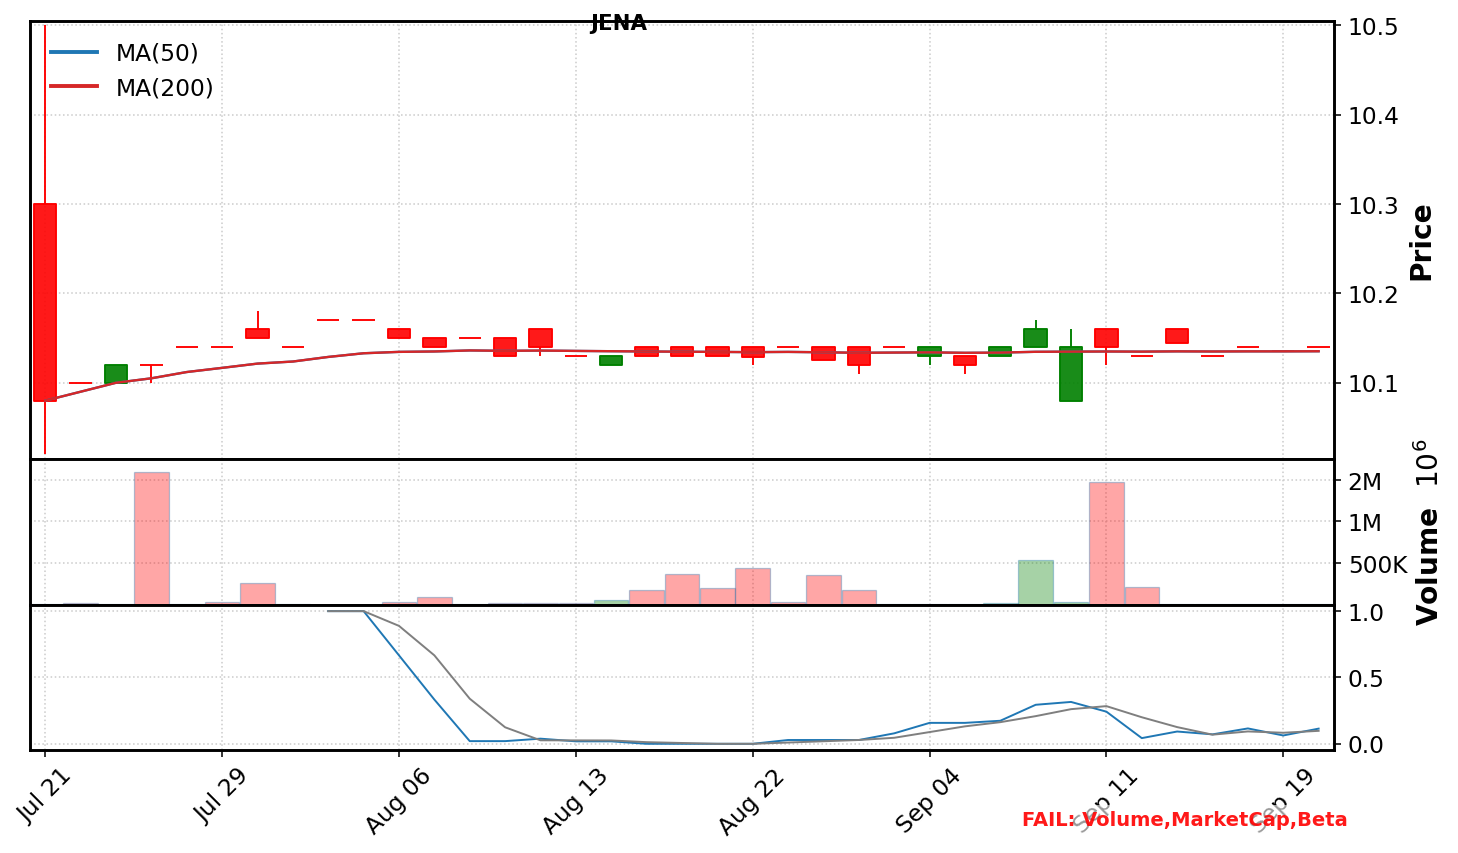 JENA
MA(50)
MA(200)
10.5
10.4
10.3
10.2
10.1
Price
2M
1M
500K
Volume 10⁶
1.0
0.5
0.0
Jul 21
Jul 29
Aug 06
Aug 13
Aug 22
Sep 04
Sep 11
Sep 19
FAIL: Volume,MarketCap,Beta